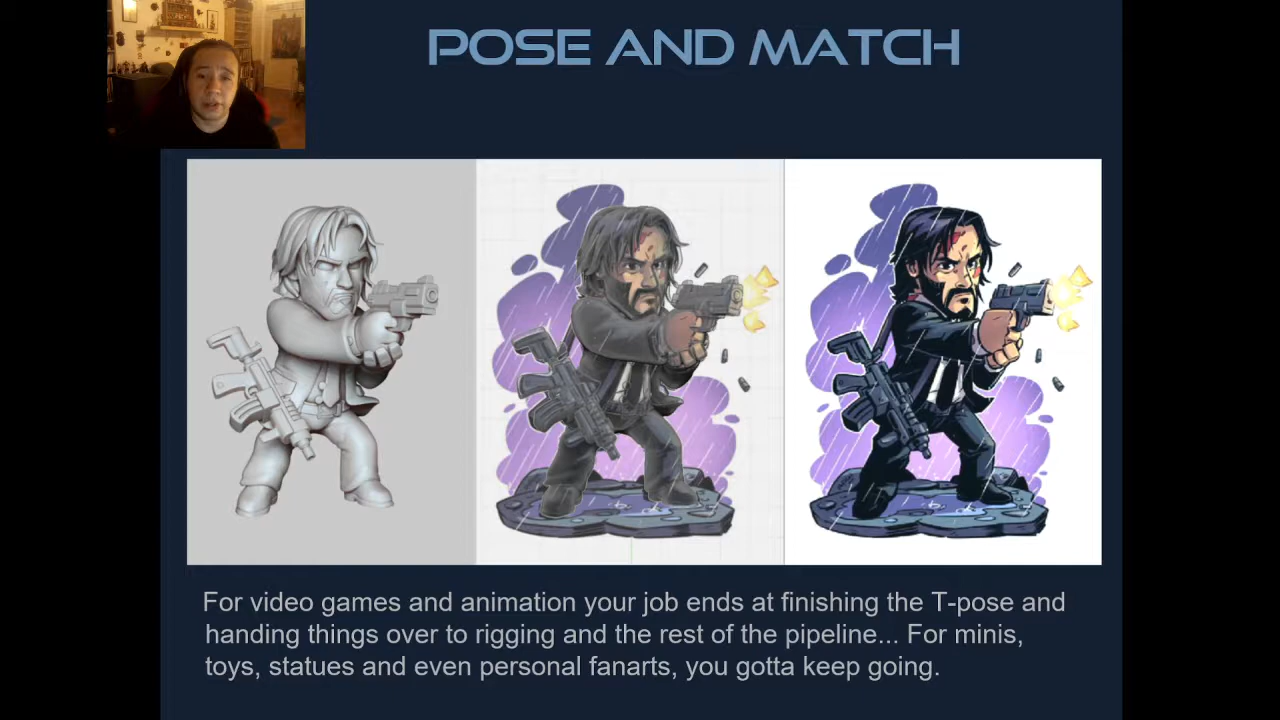 POSE AND MATCH
For video games and animation your job ends at finishing the T-pose and
handing things over to rigging and the rest of the pipeline... For minis,
toys, statues and even personal fanarts, you gotta keep going.